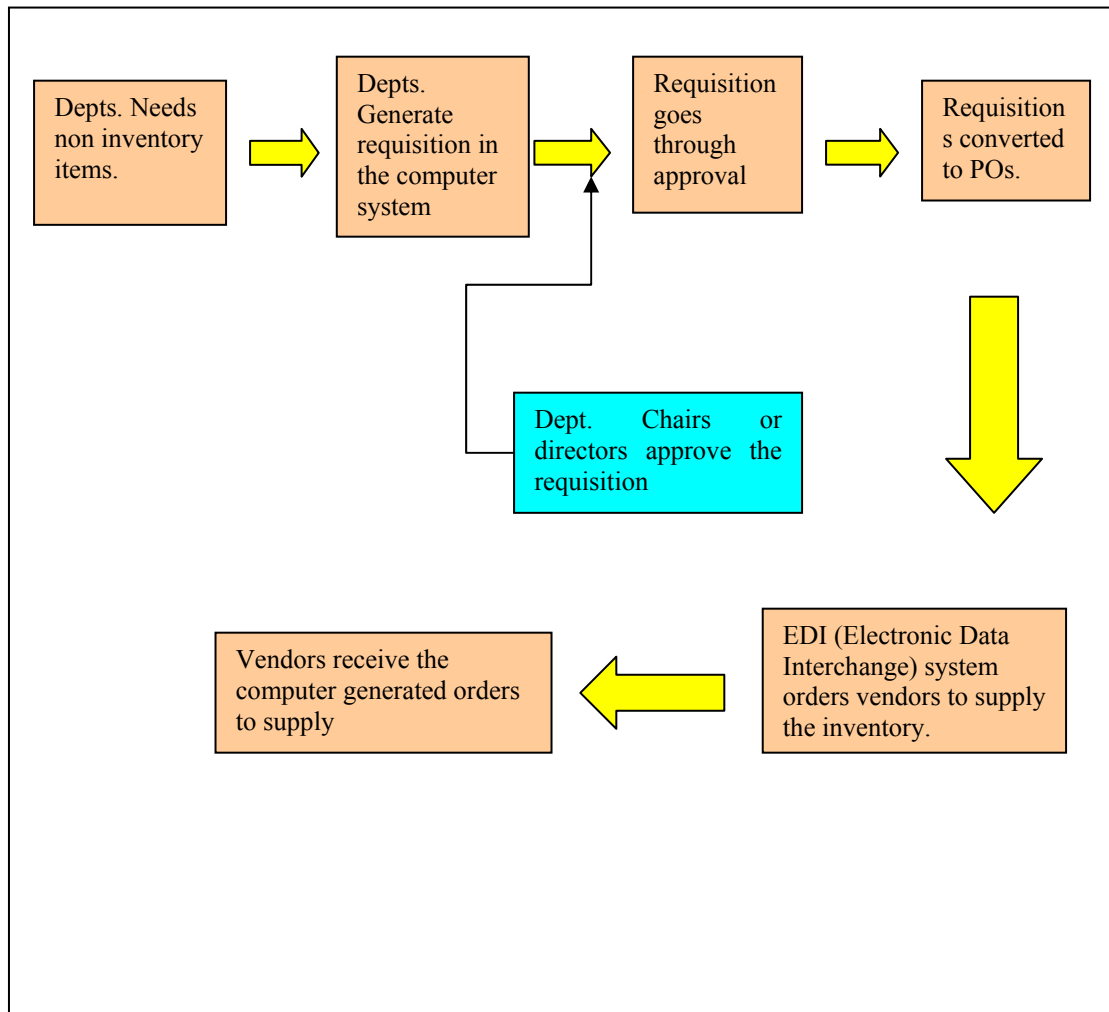 Depts. Needs
non inventory
items.
Depts.
Generate
requisition in
the computer
system
Requisition
goes
through
approval
Requisition
s converted
to POs.
Dept. Chairs or
directors approve the
requisition
EDI (Electronic Data
Interchange) system
orders vendors to supply
the inventory.
Vendors receive the
computer generated orders
to supply